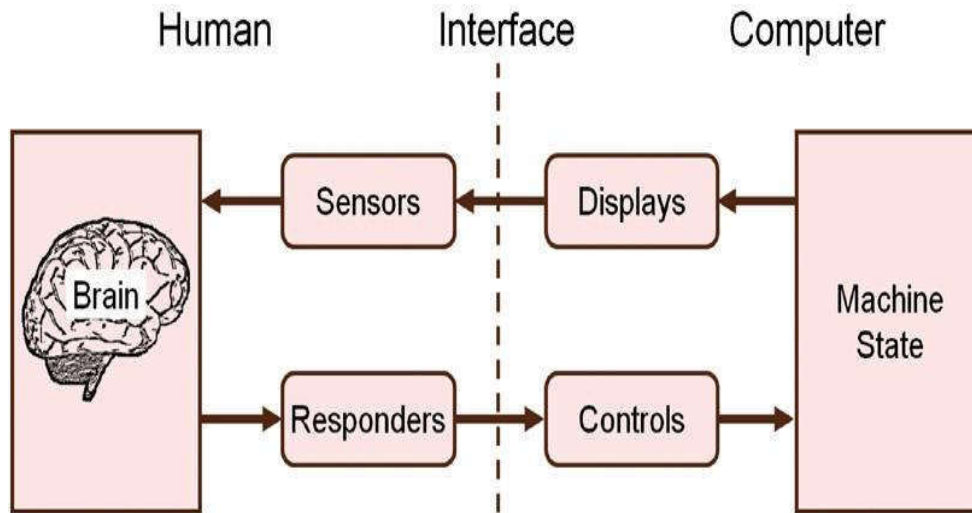 Human Interface Computer
Sensors Displays
Brain
Machine
State
Responders Controls